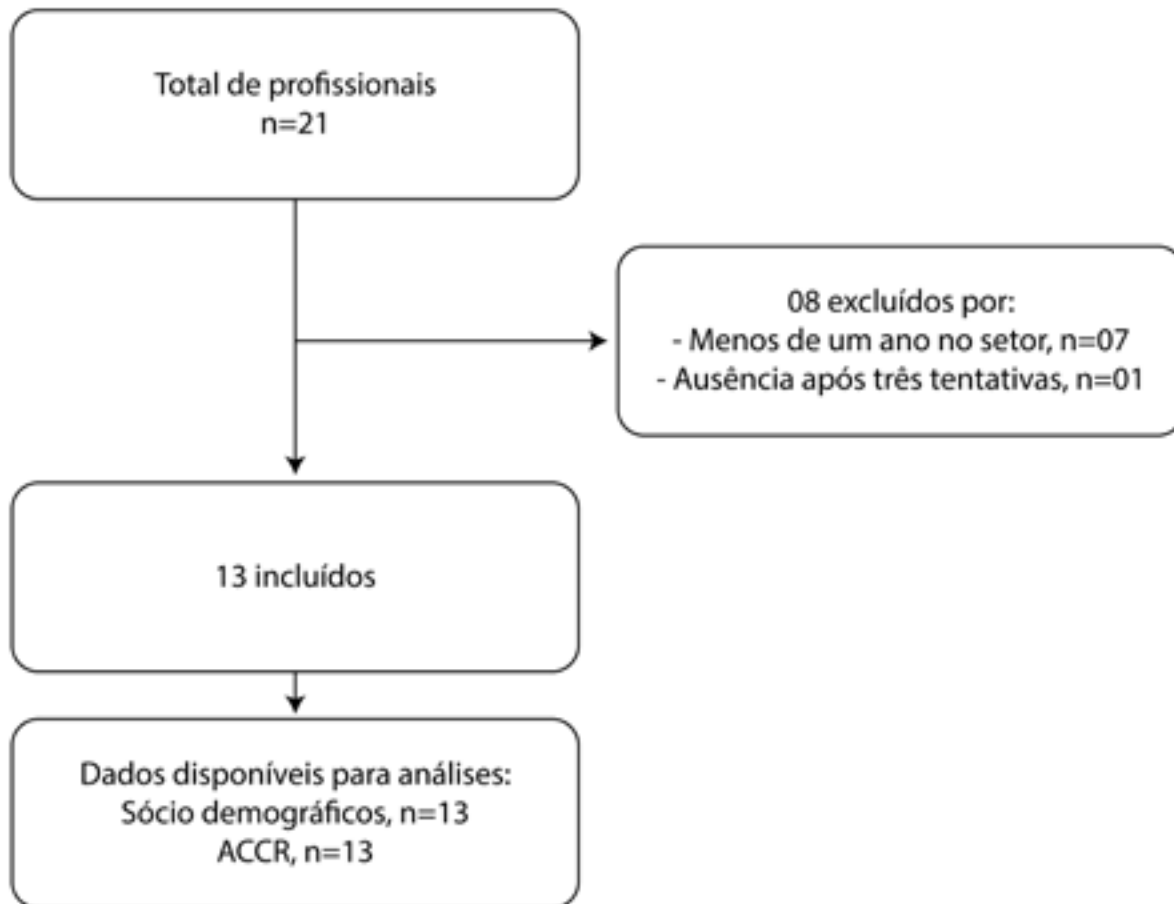 Total de profissionais
n=21
08 excluídos por:
- Menos de um ano no setor, n=07
- Ausência após três tentativas, n=01
13 incluídos
Dados disponíveis para análises:
Sócio demográficos, n=13
ACCR, n=13